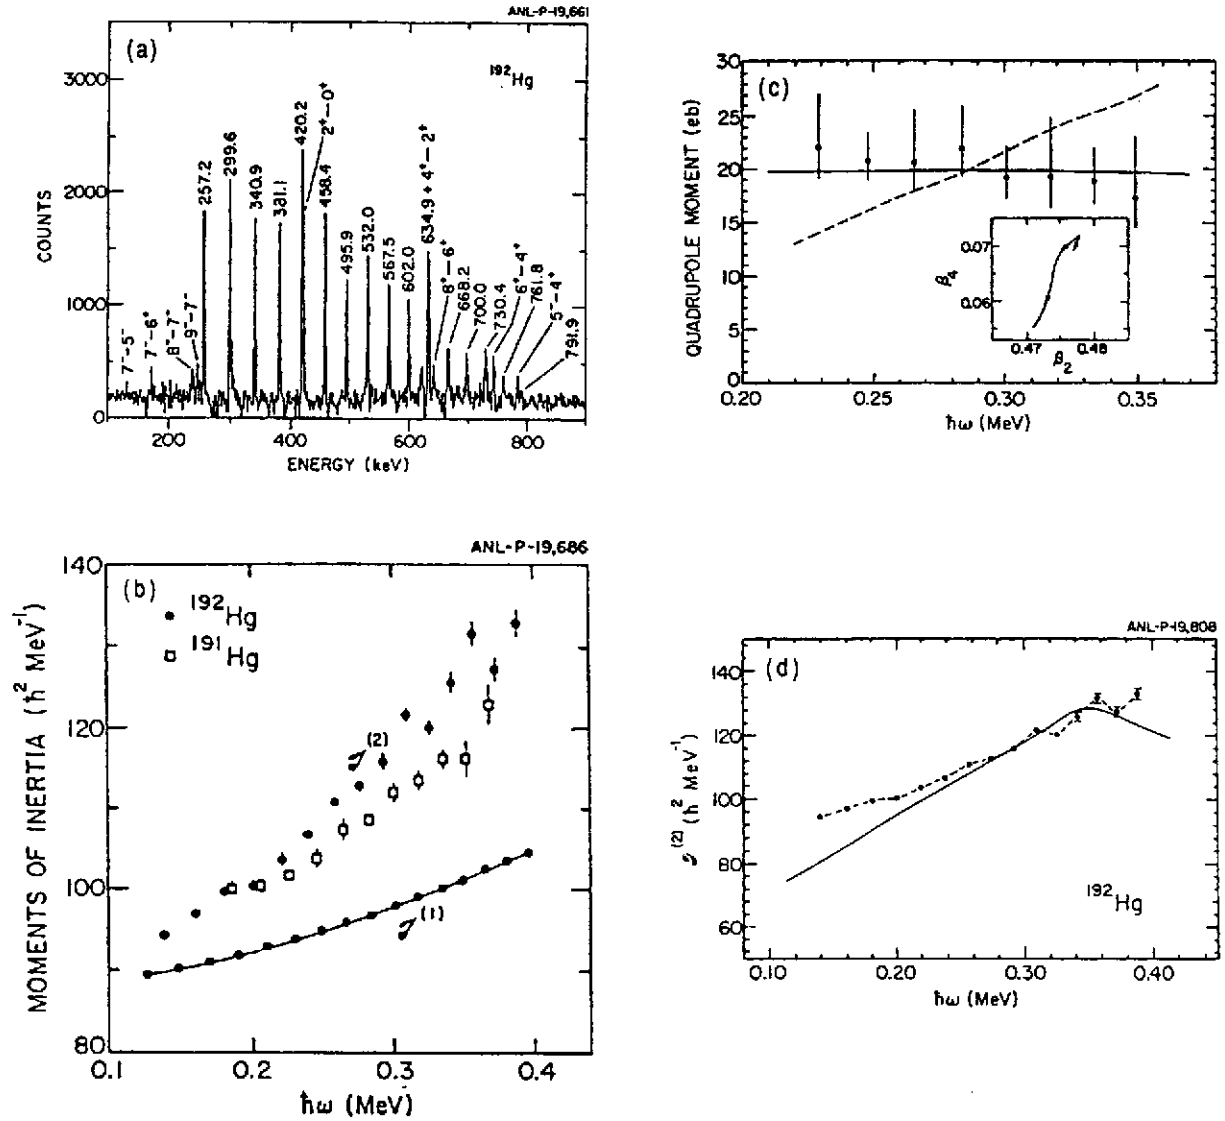 ANL-P-19,661
(a)
¹⁹²Hg
3000
2000
1000
0
COUNTS
7⁻–5⁻
7⁻–6⁺
8⁻–7⁻
9⁻–7⁻
257.2
299.6
340.9
381.1
420.2
2⁺–0⁺
458.4
495.9
532.0
567.5
602.0
634.9 + 4⁺–2⁺
8⁺–6⁺
668.2
700.0
730.4
6⁺–4⁺
761.8
5⁻–4⁺
791.9
200
400
600
800
ENERGY (keV)
(c)
30
25
20
15
10
5
0
QUADRUPOLE MOMENT (eb)
0.07
0.06
β₄
0.47
0.48
β₂
0.20
0.25
0.30
0.35
ħω (MeV)
ANL-P-19,686
(b)
¹⁹²Hg
¹⁹¹Hg
140
120
100
80
MOMENTS OF INERTIA (ħ² MeV⁻¹)
ℐ⁽²⁾
ℐ⁽¹⁾
0.1
0.2
0.3
0.4
ħω (MeV)
ANL-P-19,808
(d)
140
120
100
80
60
ℐ⁽²⁾ (ħ² MeV⁻¹)
¹⁹²Hg
0.10
0.20
0.30
0.40
ħω (MeV)